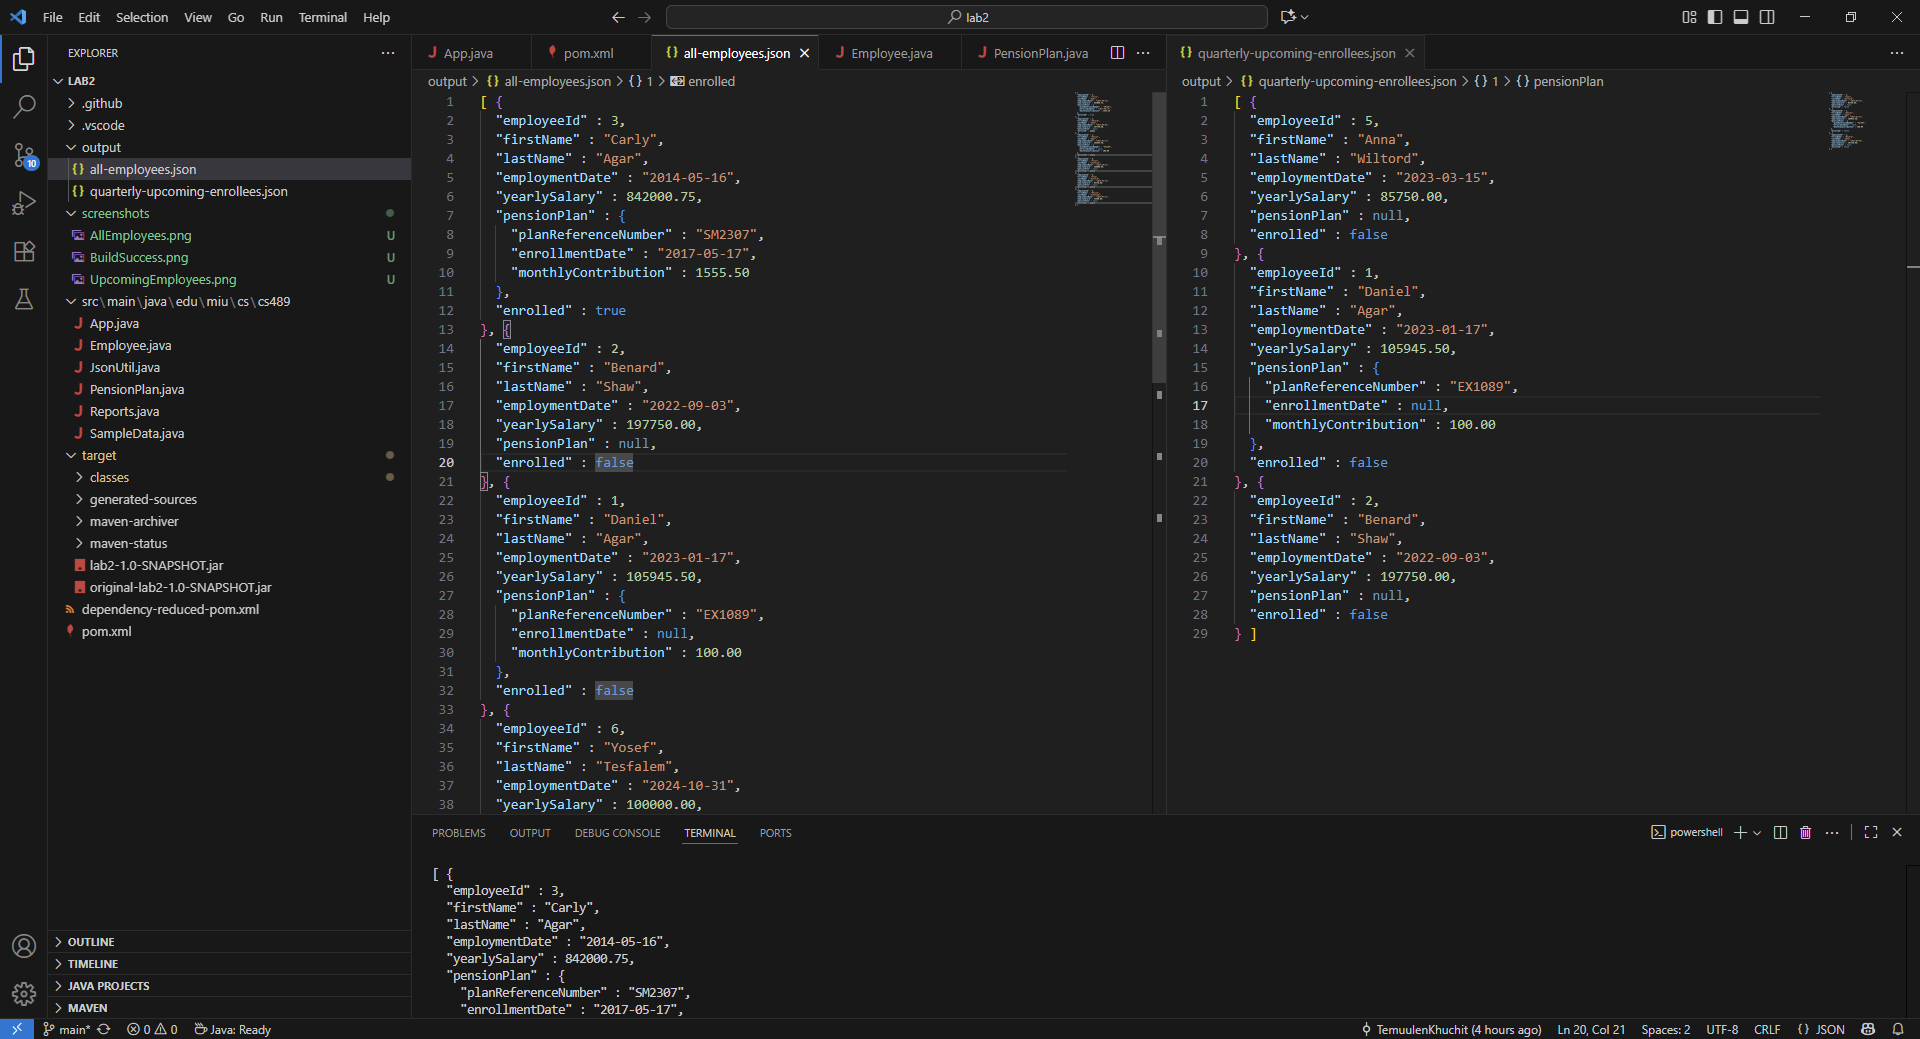 File Edit Selection View Go Run Terminal Help
lab2
EXPLORER
LAB2
.github
.vscode
output
all-employees.json
quarterly-upcoming-enrollees.json
screenshots
AllEmployees.png U
BuildSuccess.png U
UpcomingEmployees.png U
src\main\java\edu\miu\cs\cs489
App.java
Employee.java
JsonUtil.java
PensionPlan.java
Reports.java
SampleData.java
target
classes
generated-sources
maven-archiver
maven-status
lab2-1.0-SNAPSHOT.jar
original-lab2-1.0-SNAPSHOT.jar
dependency-reduced-pom.xml
pom.xml
OUTLINE
TIMELINE
JAVA PROJECTS
MAVEN
10
App.java pom.xml all-employees.json Employee.java PensionPlan.java
output > all-employees.json > {} 1 > enrolled
1 [ {
2 "employeeId" : 3,
3 "firstName" : "Carly",
4 "lastName" : "Agar",
5 "employmentDate" : "2014-05-16",
6 "yearlySalary" : 842000.75,
7 "pensionPlan" : {
8 "planReferenceNumber" : "SM2307",
9 "enrollmentDate" : "2017-05-17",
10 "monthlyContribution" : 1555.50
11 },
12 "enrolled" : true
13 }, {
14 "employeeId" : 2,
15 "firstName" : "Benard",
16 "lastName" : "Shaw",
17 "employmentDate" : "2022-09-03",
18 "yearlySalary" : 197750.00,
19 "pensionPlan" : null,
20 "enrolled" : false
21 }, {
22 "employeeId" : 1,
23 "firstName" : "Daniel",
24 "lastName" : "Agar",
25 "employmentDate" : "2023-01-17",
26 "yearlySalary" : 105945.50,
27 "pensionPlan" : {
28 "planReferenceNumber" : "EX1089",
29 "enrollmentDate" : null,
30 "monthlyContribution" : 100.00
31 },
32 "enrolled" : false
33 }, {
34 "employeeId" : 6,
35 "firstName" : "Yosef",
36 "lastName" : "Tesfalem",
37 "employmentDate" : "2024-10-31",
38 "yearlySalary" : 100000.00,
quarterly-upcoming-enrollees.json
output > quarterly-upcoming-enrollees.json > {} 1 > {} pensionPlan
1 [ {
2 "employeeId" : 5,
3 "firstName" : "Anna",
4 "lastName" : "Wiltord",
5 "employmentDate" : "2023-03-15",
6 "yearlySalary" : 85750.00,
7 "pensionPlan" : null,
8 "enrolled" : false
9 }, {
10 "employeeId" : 1,
11 "firstName" : "Daniel",
12 "lastName" : "Agar",
13 "employmentDate" : "2023-01-17",
14 "yearlySalary" : 105945.50,
15 "pensionPlan" : {
16 "planReferenceNumber" : "EX1089",
17 "enrollmentDate" : null,
18 "monthlyContribution" : 100.00
19 },
20 "enrolled" : false
21 }, {
22 "employeeId" : 2,
23 "firstName" : "Benard",
24 "lastName" : "Shaw",
25 "employmentDate" : "2022-09-03",
26 "yearlySalary" : 197750.00,
27 "pensionPlan" : null,
28 "enrolled" : false
29 } ]
PROBLEMS OUTPUT DEBUG CONSOLE TERMINAL PORTS
powershell
[ {
"employeeId" : 3,
"firstName" : "Carly",
"lastName" : "Agar",
"employmentDate" : "2014-05-16",
"yearlySalary" : 842000.75,
"pensionPlan" : {
"planReferenceNumber" : "SM2307",
"enrollmentDate" : "2017-05-17",
main* 0 0 Java: Ready
TemuulenKhuchit (4 hours ago) Ln 20, Col 21 Spaces: 2 UTF-8 CRLF {} JSON